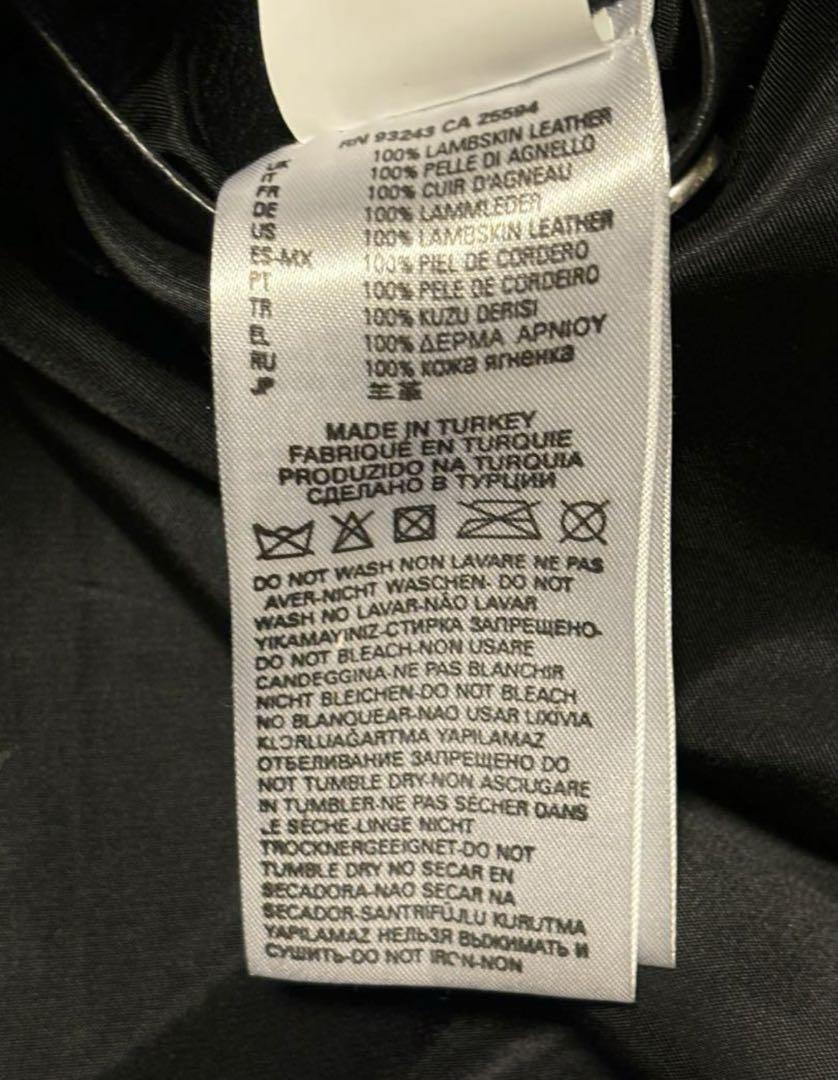 RN 93243 CA 25594
UK 100% LAMBSKIN LEATHER
IT 100% PELLE DI AGNELLO
FR 100% CUIR D'AGNEAU
DE 100% LAMMLEDER
US 100% LAMBSKIN LEATHER
ES-MX 100% PIEL DE CORDERO
PT 100% PELE DE CORDEIRO
TR 100% KUZU DERISI
EL 100% ΔΕΡΜΑ ΑΡΝΙΟΥ
RU 100% кожа ягненка
JP 羊革
MADE IN TURKEY
FABRIQUÉ EN TURQUIE
PRODUZIDO NA TURQUIA
СДЕЛАНО В ТУРЦИИ
DO NOT WASH NON LAVARE NE PAS
AVER-NICHT WASCHEN- DO NOT
WASH NO LAVAR-NÃO LAVAR
YIKAMAYINIZ-СТИРКА ЗАПРЕЩЕНО-
DO NOT BLEACH-NON USARE
CANDEGGINA-NE PAS BLANCHIR
NICHT BLEICHEN-DO NOT BLEACH
NO BLANQUEAR-NAO USAR LIXÍVIA
KLORLUAĞARTMA YAPILAMAZ
ОТБЕЛИВАНИЕ ЗАПРЕЩЕНО DO
NOT TUMBLE DRY-NON ASCIUGARE
IN TUMBLER-NE PAS SÉCHER DANS
LE SÈCHE-LINGE NICHT
TROCKNERGEEIGNET-DO NOT
TUMBLE DRY NO SECAR EN
SECADORA-NAO SECAR NA
SECADOR-SANTRİFÜJLU KURUTMA
YAPILAMAZ НЕЛЬЗЯ ВЫЖИМАТЬ И
СУШИТЬ-DO NOT IRON-NON